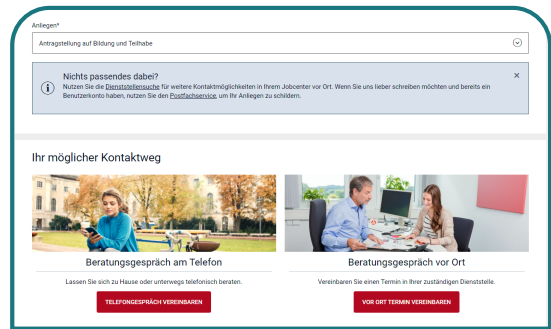 Anliegen*
Antragstellung auf Bildung und Teilhabe
Nichts passendes dabei?
Nutzen Sie die Dienststellensuche für weitere Kontaktmöglichkeiten in Ihrem Jobcenter vor Ort. Wenn Sie uns lieber schreiben möchten und bereits ein
Benutzerkonto haben, nutzen Sie den Postfachservice, um Ihr Anliegen zu schildern.
Ihr möglicher Kontaktweg
Beratungsgespräch am Telefon
Lassen Sie sich zu Hause oder unterwegs telefonisch beraten.
TELEFONGESPRÄCH VEREINBAREN
Beratungsgespräch vor Ort
Vereinbaren Sie einen Termin in Ihrer zuständigen Dienststelle.
VOR ORT TERMIN VEREINBAREN